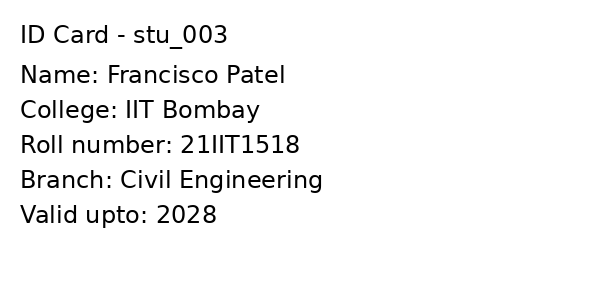 ID Card - stu_003
Name: Francisco Patel
College: IIT Bombay
Roll number: 21IIT1518
Branch: Civil Engineering
Valid upto: 2028